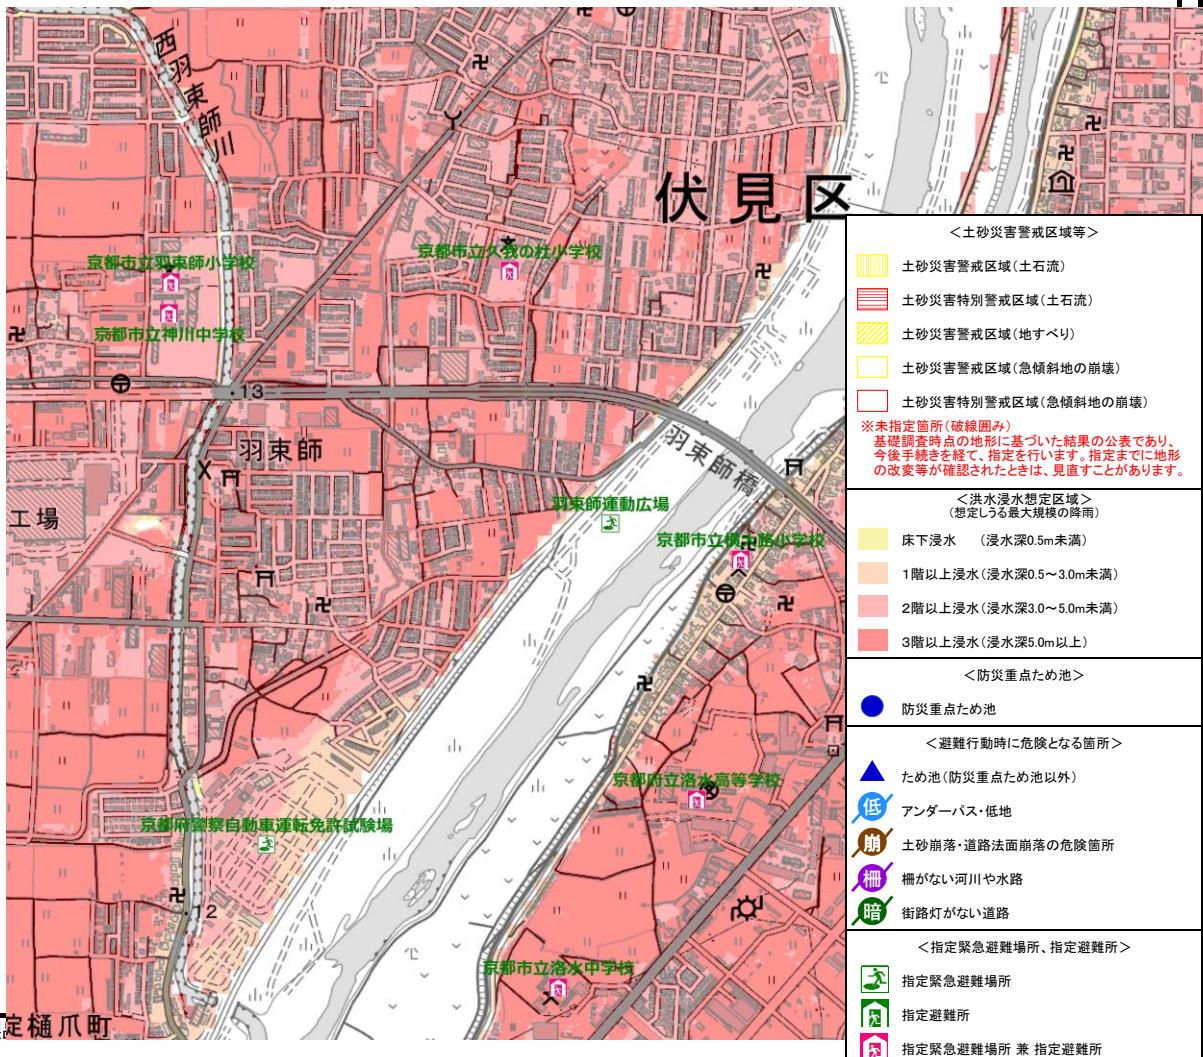 西羽束師川
伏見区
京都市立羽束師小学校
京都市立久我の杜小学校
京都市立神川中学校
.13
羽束師
羽束師橋
工場
羽束師運動広場
京都市立横大路小学校
京都府立洛水高等学校
京都府警察自動車運転免許試験場
.12
京都市立洛水中学校
淀樋爪町
＜土砂災害警戒区域等＞
土砂災害警戒区域(土石流)
土砂災害特別警戒区域(土石流)
土砂災害警戒区域(地すべり)
土砂災害警戒区域(急傾斜地の崩壊)
土砂災害特別警戒区域(急傾斜地の崩壊)
※未指定箇所(破線囲み)
基礎調査時点の地形に基づいた結果の公表であり、
今後手続きを経て、指定を行います。指定までに地形
の改変等が確認されたときは、見直すことがあります。
＜洪水浸水想定区域＞
(想定しうる最大規模の降雨)
床下浸水　(浸水深0.5m未満)
1階以上浸水(浸水深0.5～3.0m未満)
2階以上浸水(浸水深3.0～5.0m未満)
3階以上浸水(浸水深5.0m以上)
＜防災重点ため池＞
防災重点ため池
＜避難行動時に危険となる箇所＞
ため池(防災重点ため池以外)
低 アンダーパス・低地
崩 土砂崩落・道路法面崩落の危険箇所
柵 柵がない河川や水路
暗 街路灯がない道路
＜指定緊急避難場所、指定避難所＞
指定緊急避難場所
指定避難所
指定緊急避難場所 兼 指定避難所